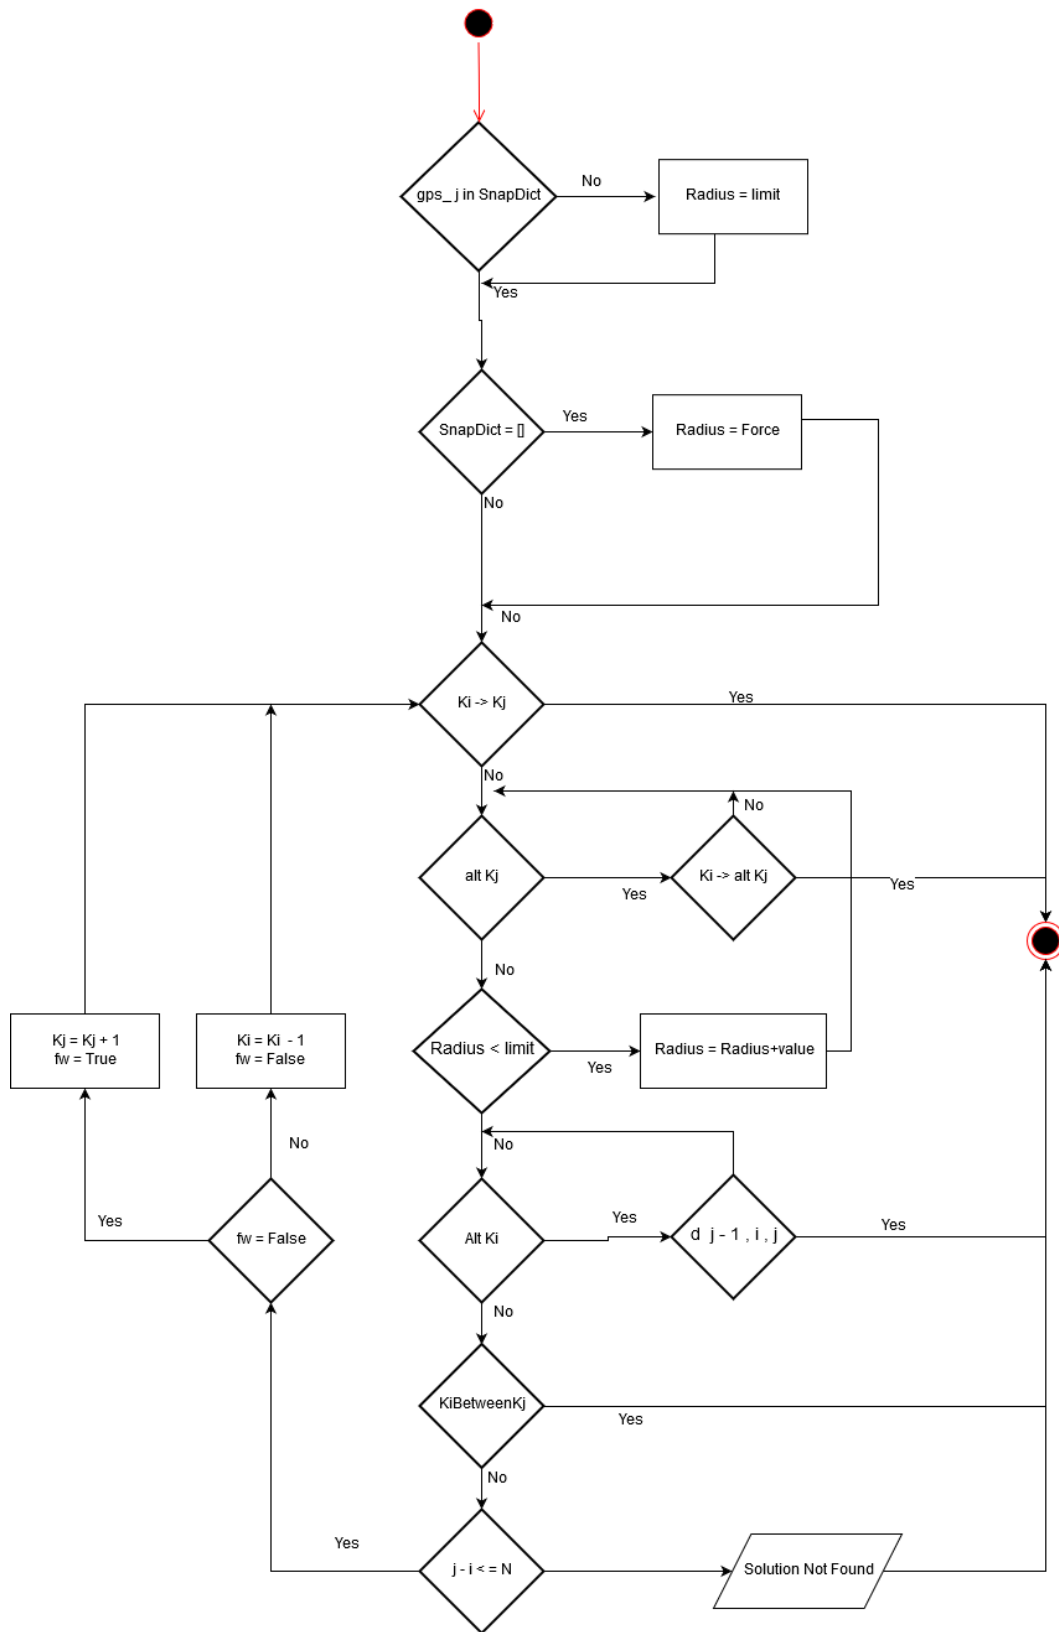 gps_ j in SnapDict
No
Radius = limit
Yes
SnapDict = []
Yes
Radius = Force
No
No
Ki -> Kj
Yes
No
No
alt Kj
Yes
Ki -> alt Kj
Yes
No
Kj = Kj + 1
fw = True
Ki = Ki - 1
fw = False
Radius < limit
Yes
Radius = Radius+value
No
No
Yes
fw = False
Alt Ki
Yes
d j - 1 , i , j
Yes
No
KiBetweenKj
Yes
No
Yes
j - i < = N
Solution Not Found